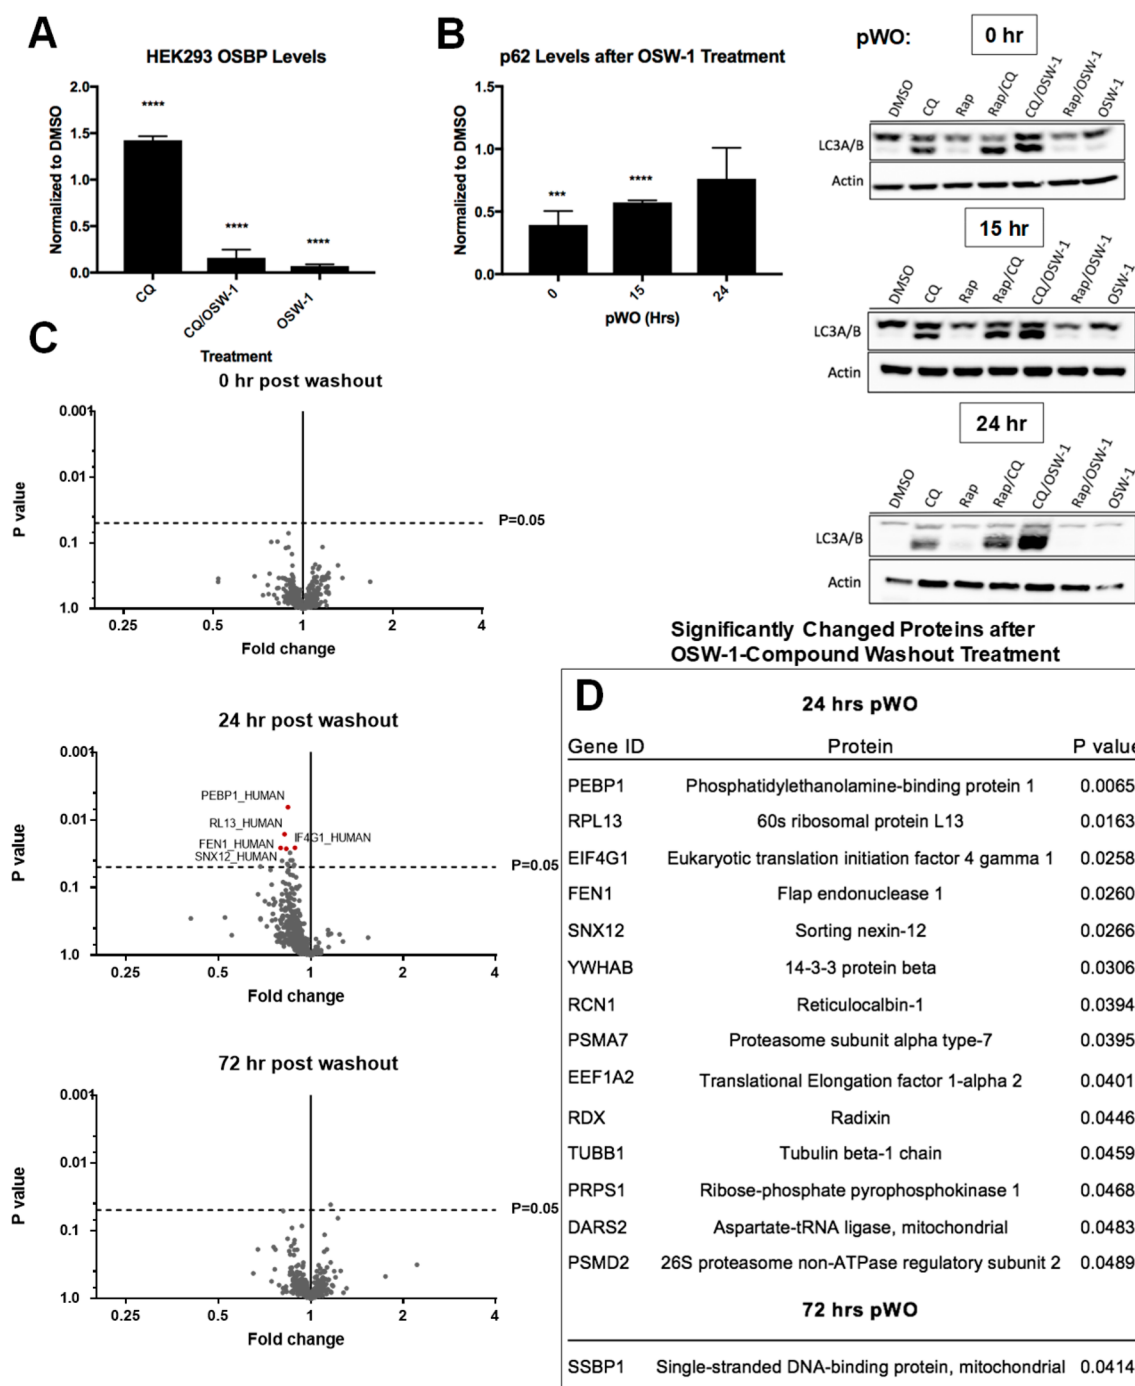 A
HEK293 OSBP Levels
Normalized to DMSO
2.0
1.5
1.0
0.5
0.0
****
****
****
CQ
CQ/OSW-1
OSW-1
Treatment
B
p62 Levels after OSW-1 Treatment
Normalized to DMSO
1.5
1.0
0.5
0.0
***
****
0
15
24
pWO (Hrs)
pWO:
0 hr
DMSO
CQ
Rap
Rap/CQ
CQ/OSW-1
Rap/OSW-1
OSW-1
LC3A/B
Actin
15 hr
DMSO
CQ
Rap
Rap/CQ
CQ/OSW-1
Rap/OSW-1
OSW-1
LC3A/B
Actin
24 hr
DMSO
CQ
Rap
Rap/CQ
CQ/OSW-1
Rap/OSW-1
OSW-1
LC3A/B
Actin
C
0 hr post washout
P value
0.001
0.01
0.1
1.0
P=0.05
0.25
0.5
1
2
4
Fold change
24 hr post washout
P value
0.001
0.01
0.1
1.0
PEBP1_HUMAN
RL13_HUMAN
IF4G1_HUMAN
FEN1_HUMAN
SNX12_HUMAN
P=0.05
0.25
0.5
1
2
4
Fold change
72 hr post washout
P value
0.001
0.01
0.1
1.0
P=0.05
0.25
0.5
1
2
4
Fold change
Significantly Changed Proteins after
OSW-1-Compound Washout Treatment
D
24 hrs pWO
Gene ID Protein P value
PEBP1 Phosphatidylethanolamine-binding protein 1 0.0065
RPL13 60s ribosomal protein L13 0.0163
EIF4G1 Eukaryotic translation initiation factor 4 gamma 1 0.0258
FEN1 Flap endonuclease 1 0.0260
SNX12 Sorting nexin-12 0.0266
YWHAB 14-3-3 protein beta 0.0306
RCN1 Reticulocalbin-1 0.0394
PSMA7 Proteasome subunit alpha type-7 0.0395
EEF1A2 Translational Elongation factor 1-alpha 2 0.0401
RDX Radixin 0.0446
TUBB1 Tubulin beta-1 chain 0.0459
PRPS1 Ribose-phosphate pyrophosphokinase 1 0.0468
DARS2 Aspartate-tRNA ligase, mitochondrial 0.0483
PSMD2 26S proteasome non-ATPase regulatory subunit 2 0.0489
72 hrs pWO
SSBP1 Single-stranded DNA-binding protein, mitochondrial 0.0414